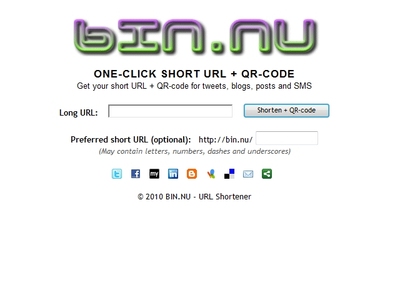 bin.nu
ONE-CLICK SHORT URL + QR-CODE
Get your short URL + QR-code for tweets, blogs, posts and SMS
Long URL: Shorten + QR-code
Preferred short URL (optional): http://bin.nu/
(May contain letters, numbers, dashes and underscores)
© 2010 BIN.NU - URL Shortener